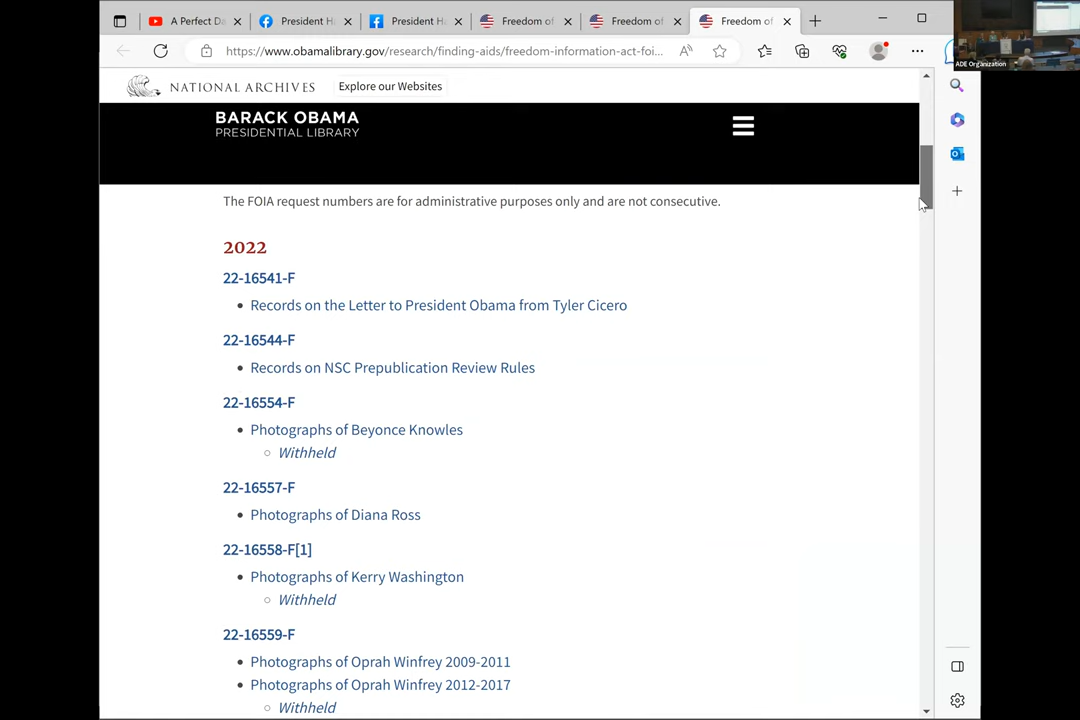 A Perfect Da
President Ha
President Ha
Freedom of
Freedom of
Freedom of
https://www.obamalibrary.gov/research/finding-aids/freedom-information-act-foi...
ADE Organization
NATIONAL ARCHIVES
Explore our Websites
BARACK OBAMA
PRESIDENTIAL LIBRARY
The FOIA request numbers are for administrative purposes only and are not consecutive.
2022
22-16541-F
Records on the Letter to President Obama from Tyler Cicero
22-16544-F
Records on NSC Prepublication Review Rules
22-16554-F
Photographs of Beyonce Knowles
Withheld
22-16557-F
Photographs of Diana Ross
22-16558-F[1]
Photographs of Kerry Washington
Withheld
22-16559-F
Photographs of Oprah Winfrey 2009-2011
Photographs of Oprah Winfrey 2012-2017
Withheld